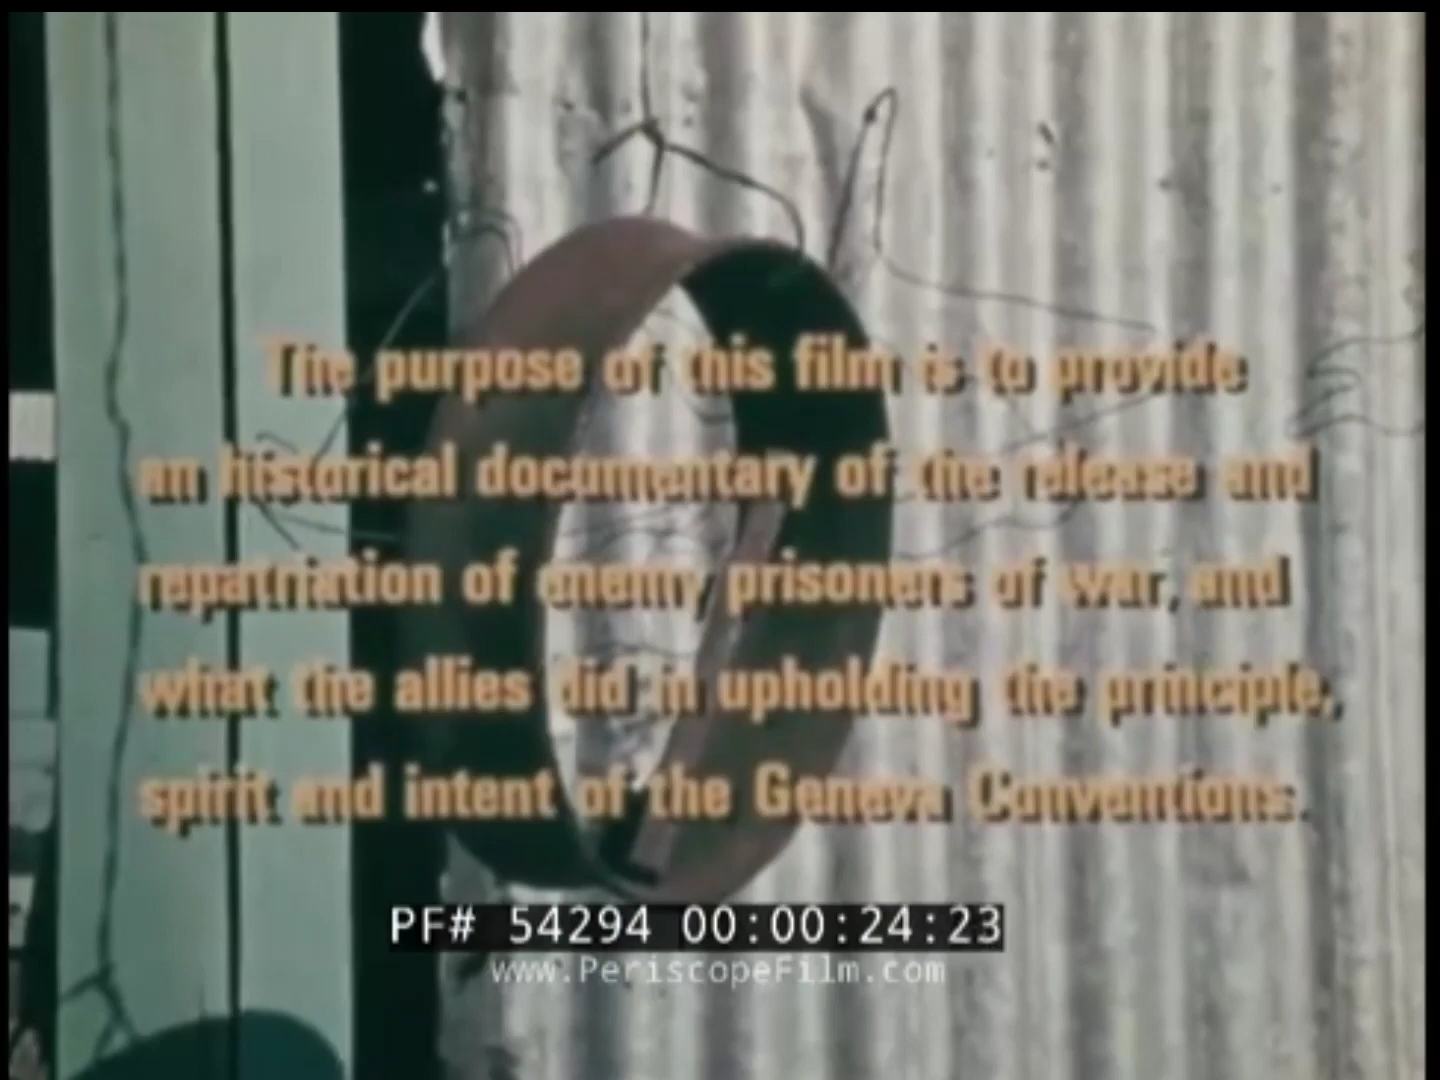 The purpose of this film is to provide
an historical documentary of the release and
repatriation of enemy prisoners of war, and
what the allies did in upholding the principle,
spirit and intent of the Geneva Conventions.
PF# 54294 00:00:24:23
www.PeriscopeFilm.com